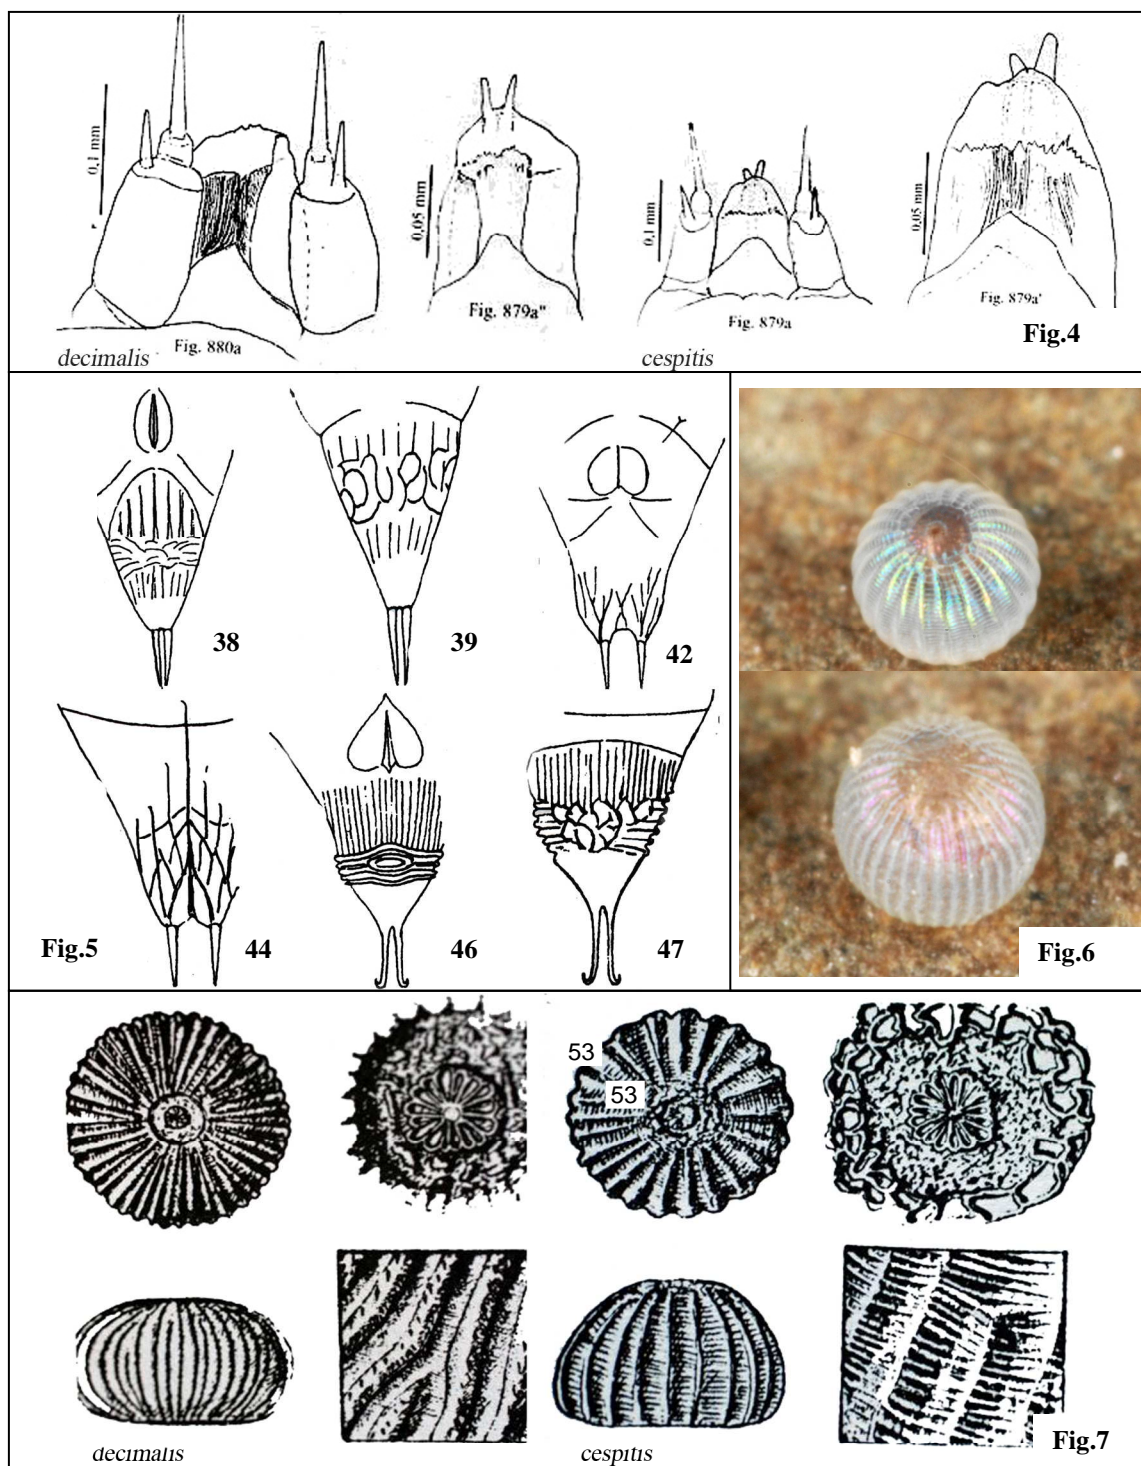 0,1 mm
decimalis
Fig. 880a
0,05 mm
Fig. 879a"
0,1 mm
cespitis
Fig. 879a
0,05 mm
Fig. 879a'
Fig.4
38
39
42
Fig.5
44
46
47
Fig.6
53
53
decimalis
cespitis
Fig.7